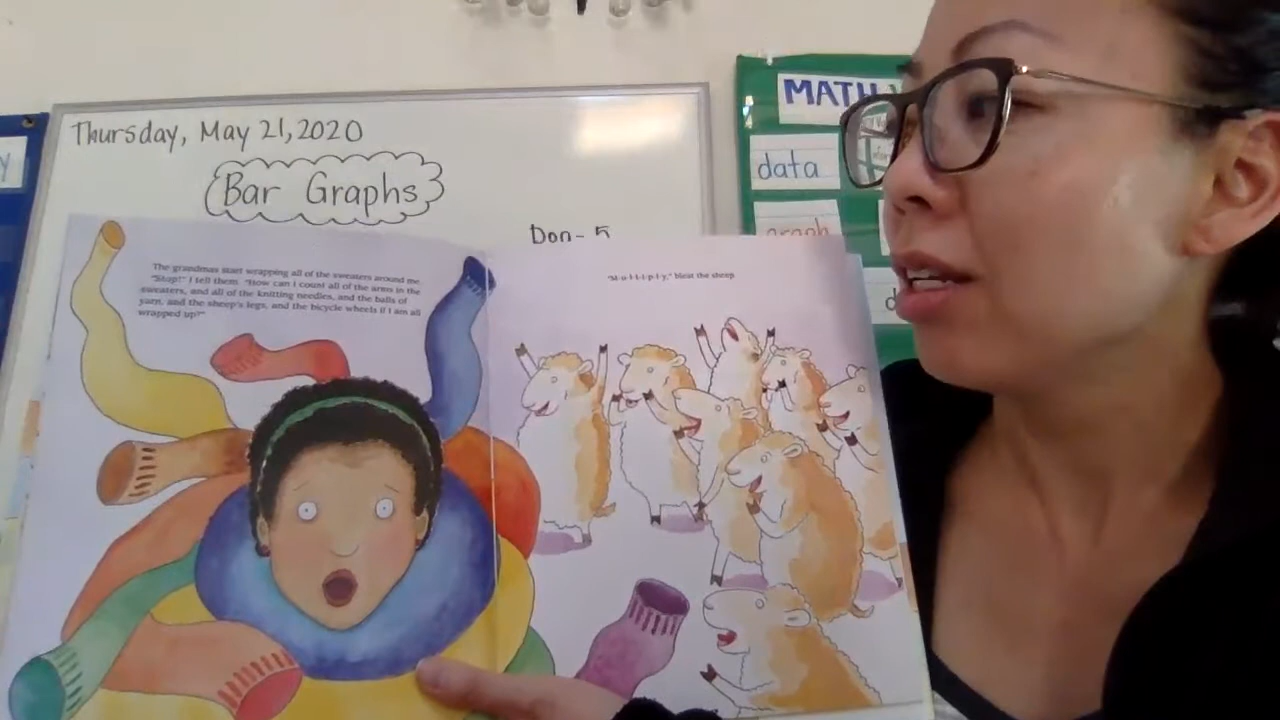 Thursday, May 21, 2020
Bar Graphs
Don- 5
MATH
data
graph
y
d
The grandmas start wrapping all of the sweaters around me.
"Stop!" I tell them. "How can I count all of the arms in the
sweaters, and all of the knitting needles, and the balls of
yarn, and the sheep's legs, and the bicycle wheels if I am all
wrapped up?"
"M-u-l-t-i-p-l-y," bleat the sheep.